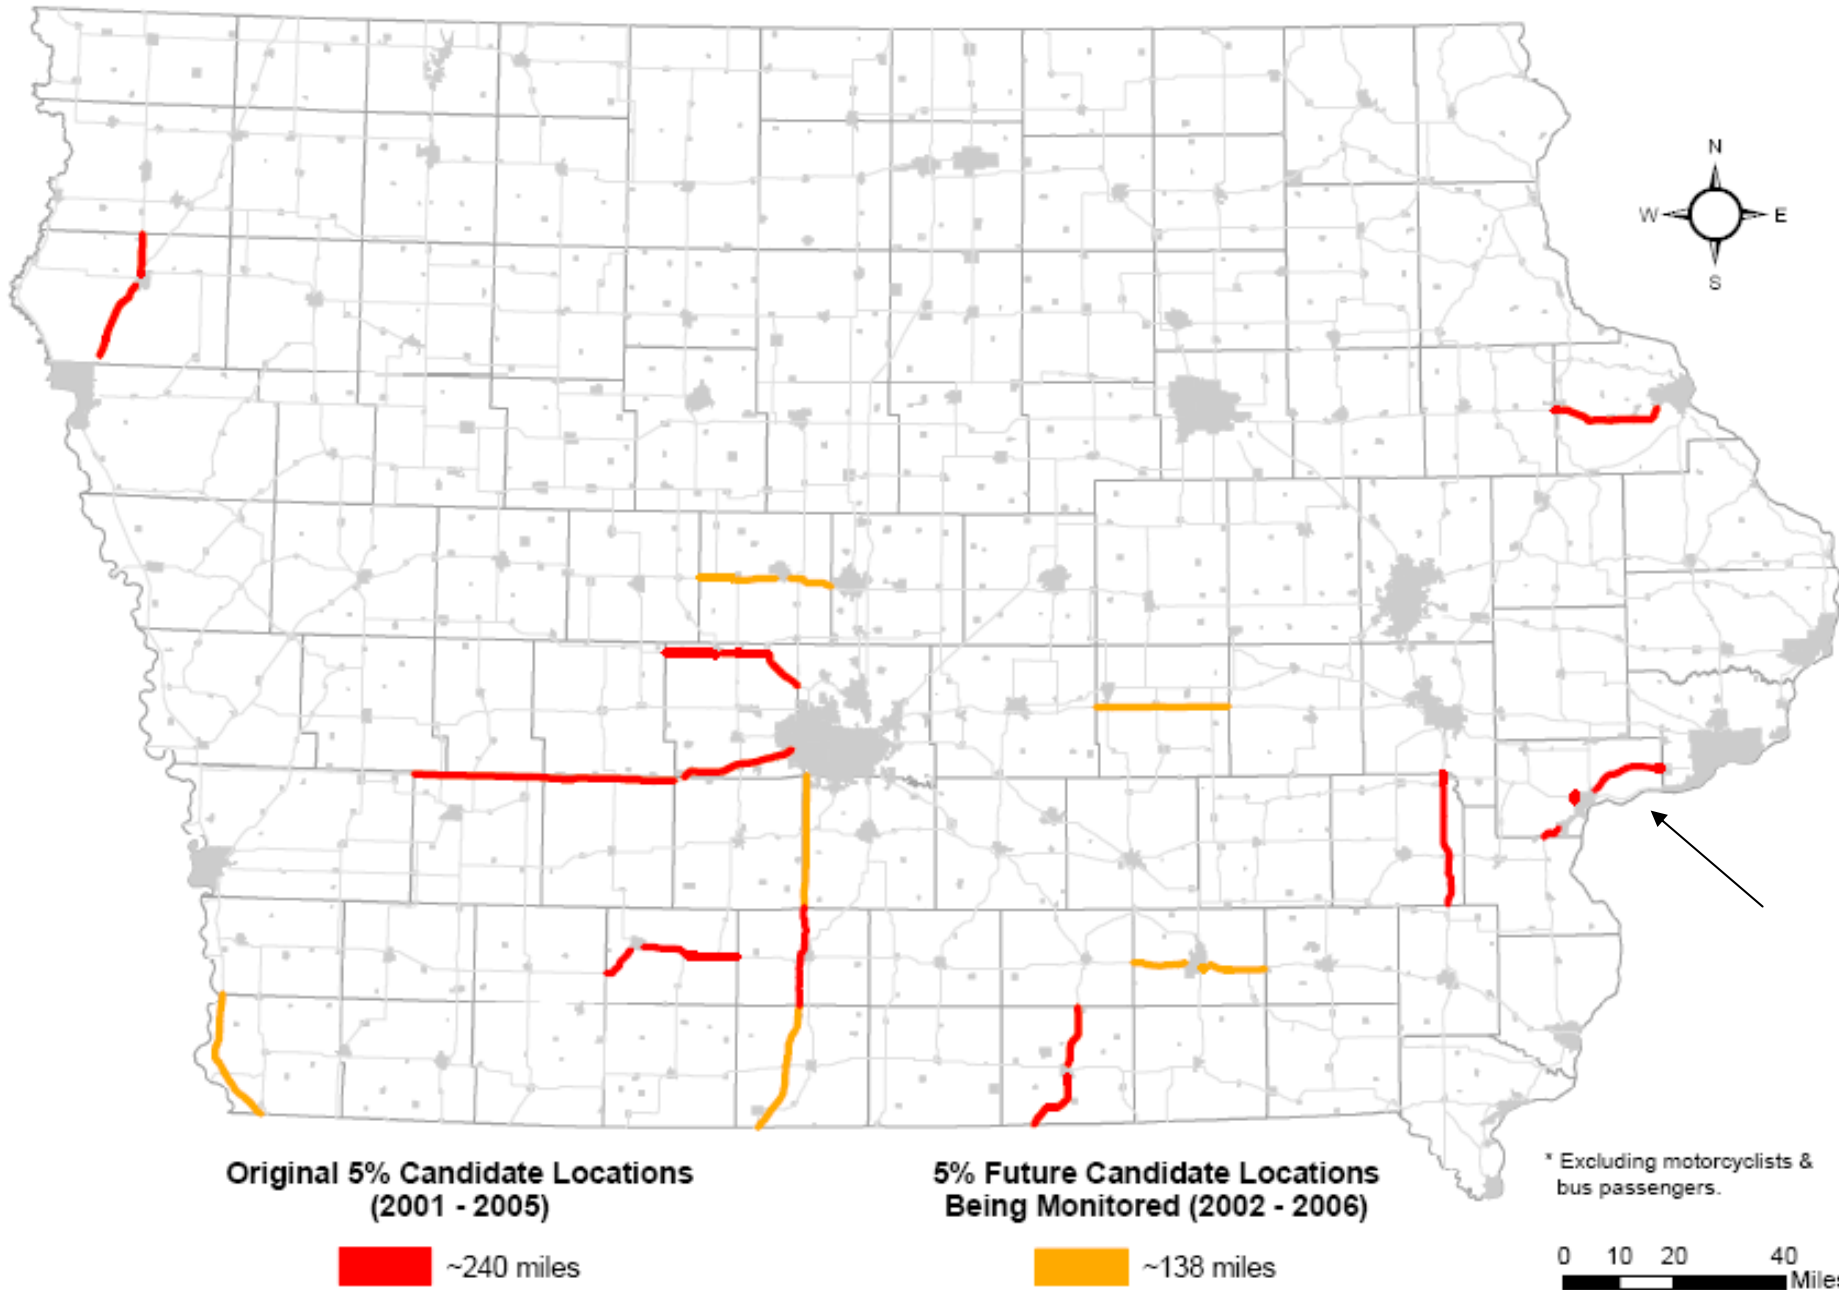 N
W E
S
Original 5% Candidate Locations
(2001 - 2005)
~240 miles
5% Future Candidate Locations
Being Monitored (2002 - 2006)
~138 miles
* Excluding motorcyclists &
bus passengers.
0 10 20 40
Miles